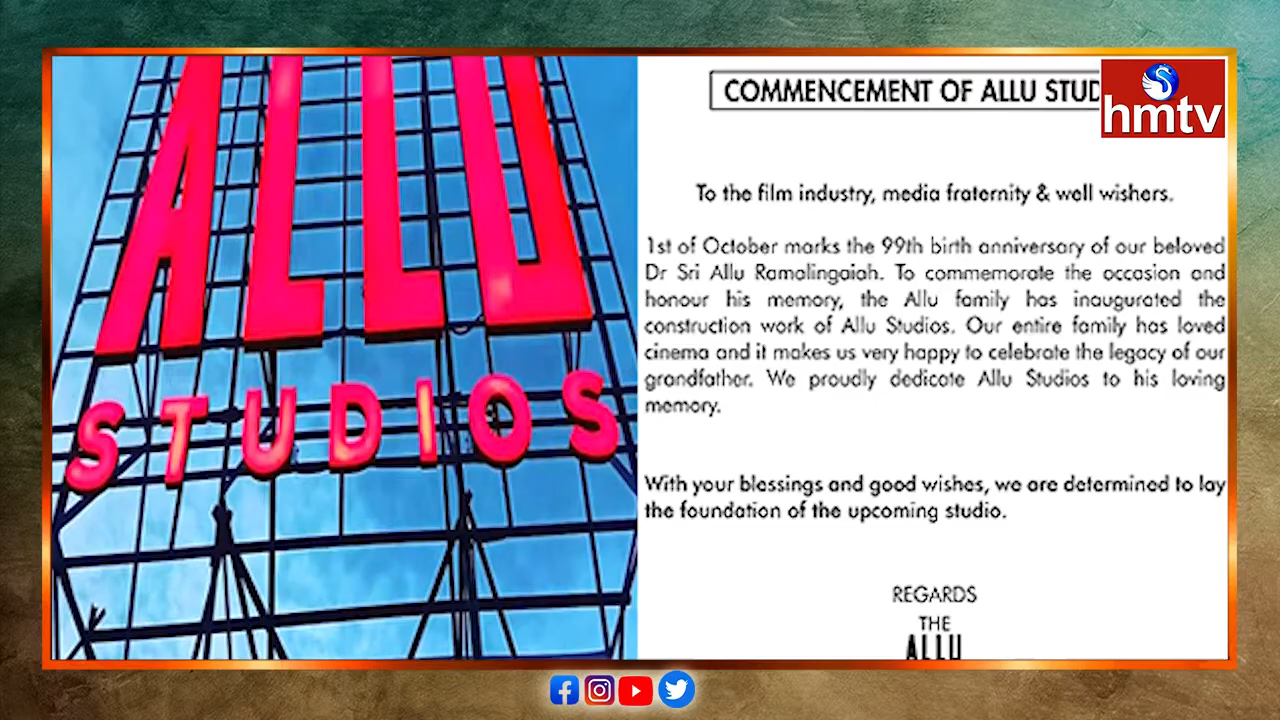 ALLU
STUDIOS
COMMENCEMENT OF ALLU
hmtv
To the film industry, media fraternity & well wishers.
1st of October marks the 99th birth anniversary of our beloved
Dr Sri Allu Ramalingaiah. To commemorate the occasion and
honour his memory, the Allu family has inaugurated the
construction work of Allu Studios. Our entire family has loved
cinema and it makes us very happy to celebrate the legacy of our
grandfather. We proudly dedicate Allu Studios to his loving
memory.
With your blessings and good wishes, we are determined to lay
the foundation of the upcoming studio.
REGARDS
THE
ALLU